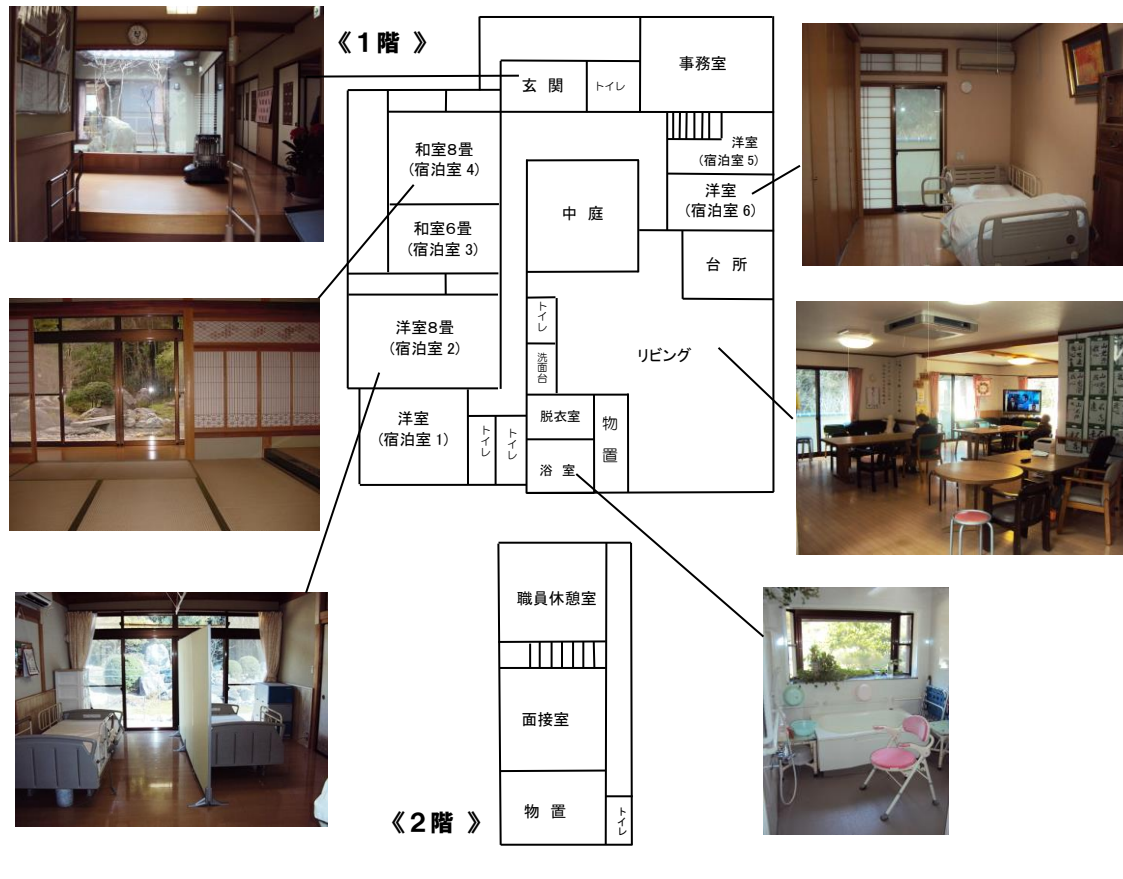 《１階 》
事務室
玄 関
トイレ
洋室
(宿泊室 5)
和室８畳
(宿泊室 4)
洋室
(宿泊室 6)
中 庭
和室６畳
(宿泊室 3)
台 所
トイレ
洋室８畳
(宿泊室 2)
リビング
洗面台
脱衣室
物置
洋室
(宿泊室 1)
トイレ
トイレ
浴 室
職員休憩室
面接室
物 置
トイレ
《２階 》